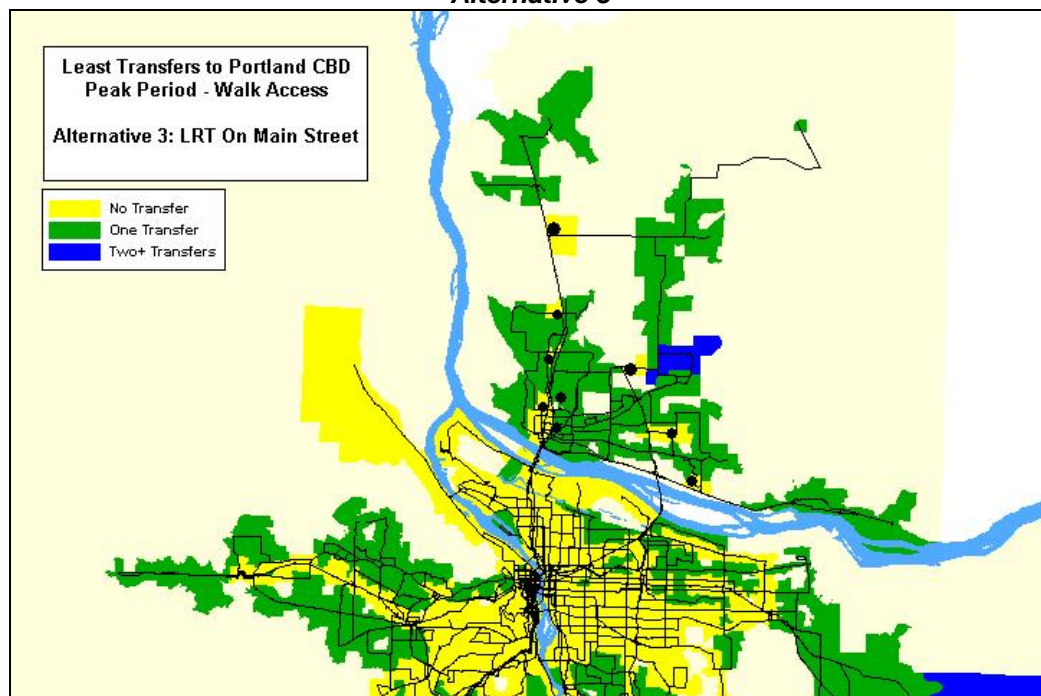 Alternative 3
Least Transfers to Portland CBD
Peak Period - Walk Access
Alternative 3: LRT On Main Street
No Transfer
One Transfer
Two+ Transfers